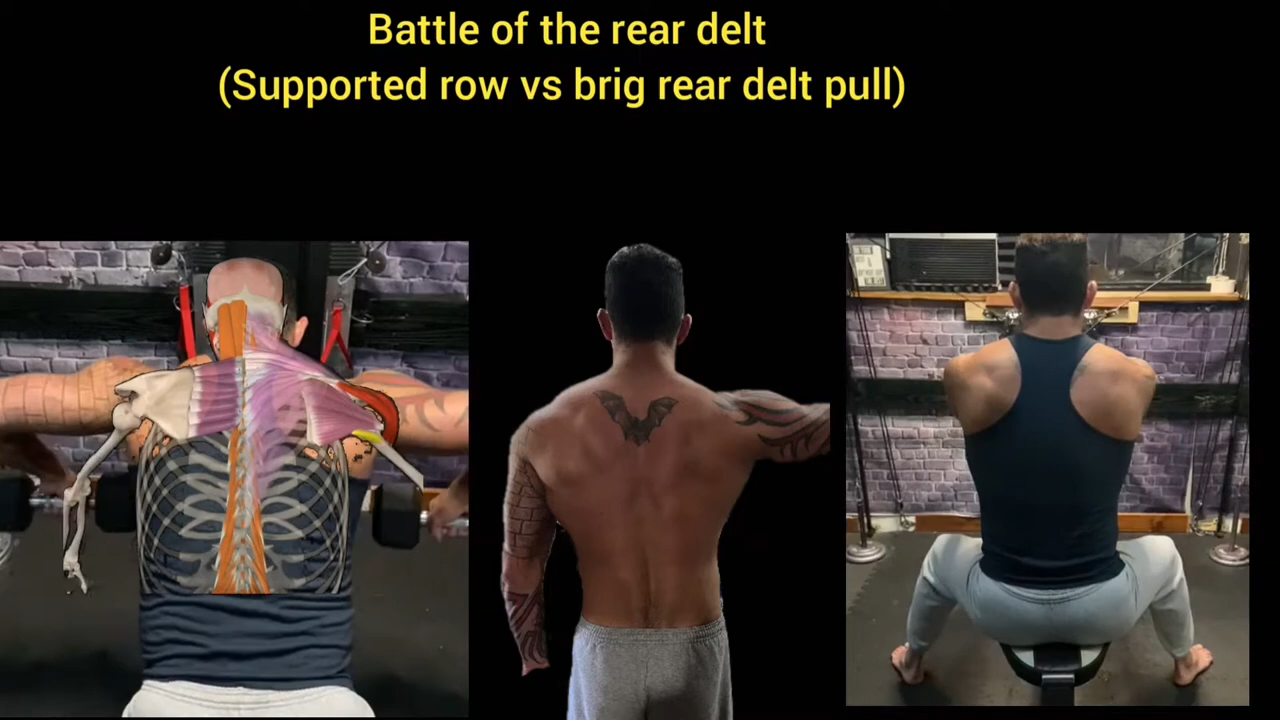 Battle of the rear delt
(Supported row vs brig rear delt pull)